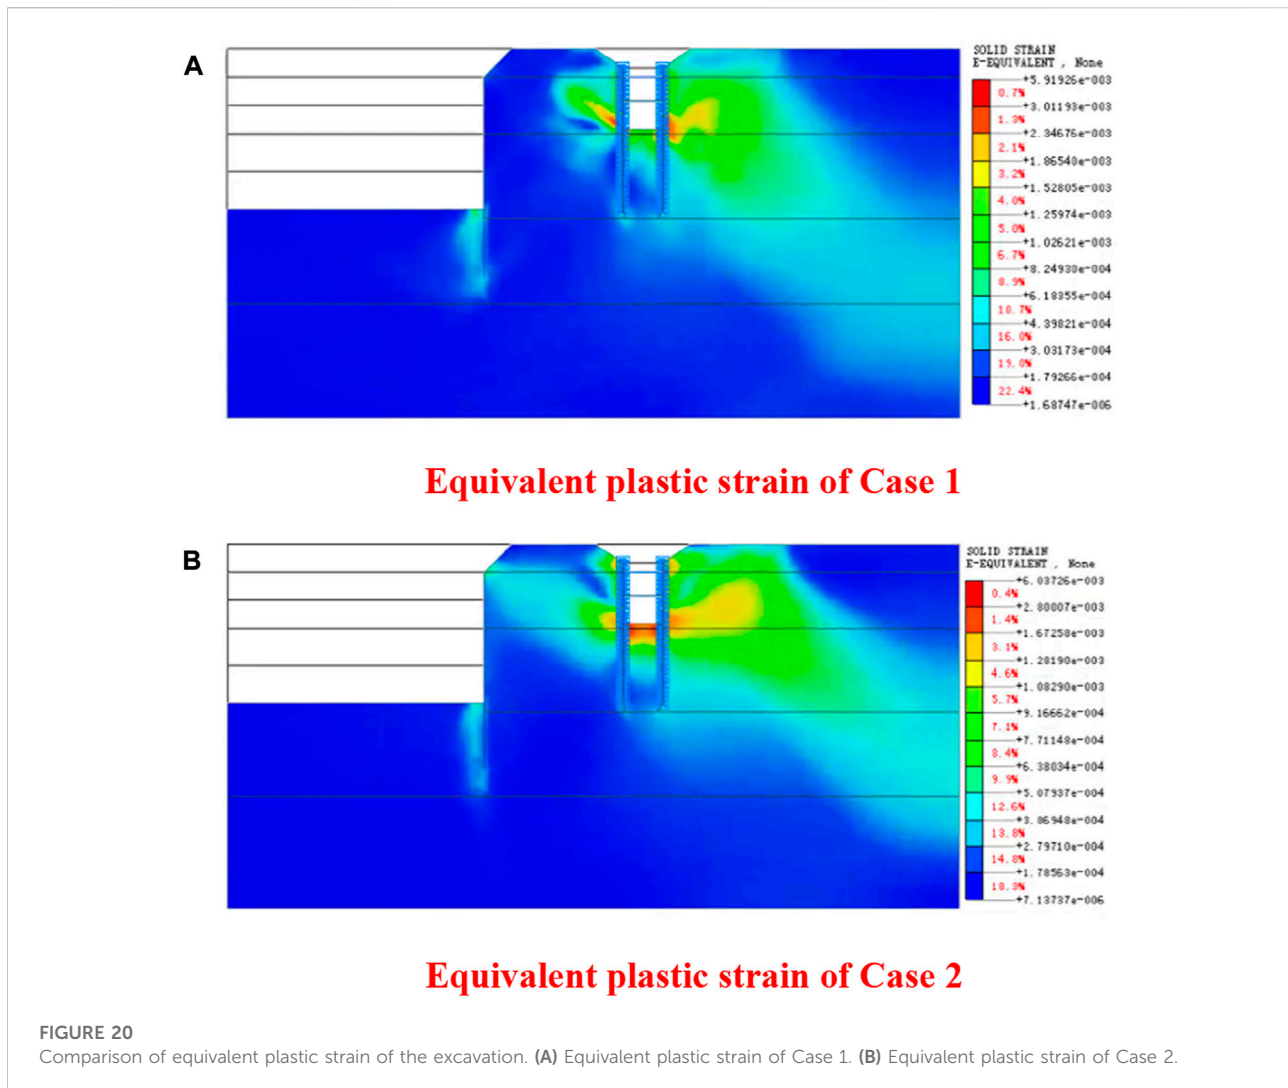 A
SOLID STRAIN
E-EQUIVALENT , None
+5.91926e-003
0.7%
+3.01193e-003
1.3%
+2.34676e-003
2.1%
+1.86540e-003
3.2%
+1.52805e-003
4.0%
+1.25974e-003
5.0%
+1.02621e-003
6.7%
+8.24930e-004
8.9%
+6.18355e-004
10.7%
+4.39821e-004
16.0%
+3.03173e-004
19.0%
+1.79266e-004
22.4%
+1.68747e-006
Equivalent plastic strain of Case 1
B
SOLID STRAIN
E-EQUIVALENT , None
+6.03726e-003
0.4%
+2.80007e-003
1.4%
+1.67258e-003
3.1%
+1.28190e-003
4.6%
+1.08290e-003
5.7%
+9.16662e-004
7.1%
+7.71148e-004
8.4%
+6.38034e-004
9.9%
+5.07937e-004
12.6%
+3.86948e-004
13.8%
+2.79710e-004
14.8%
+1.78563e-004
18.3%
+7.13737e-006
Equivalent plastic strain of Case 2
FIGURE 20
Comparison of equivalent plastic strain of the excavation. (A) Equivalent plastic strain of Case 1. (B) Equivalent plastic strain of Case 2.